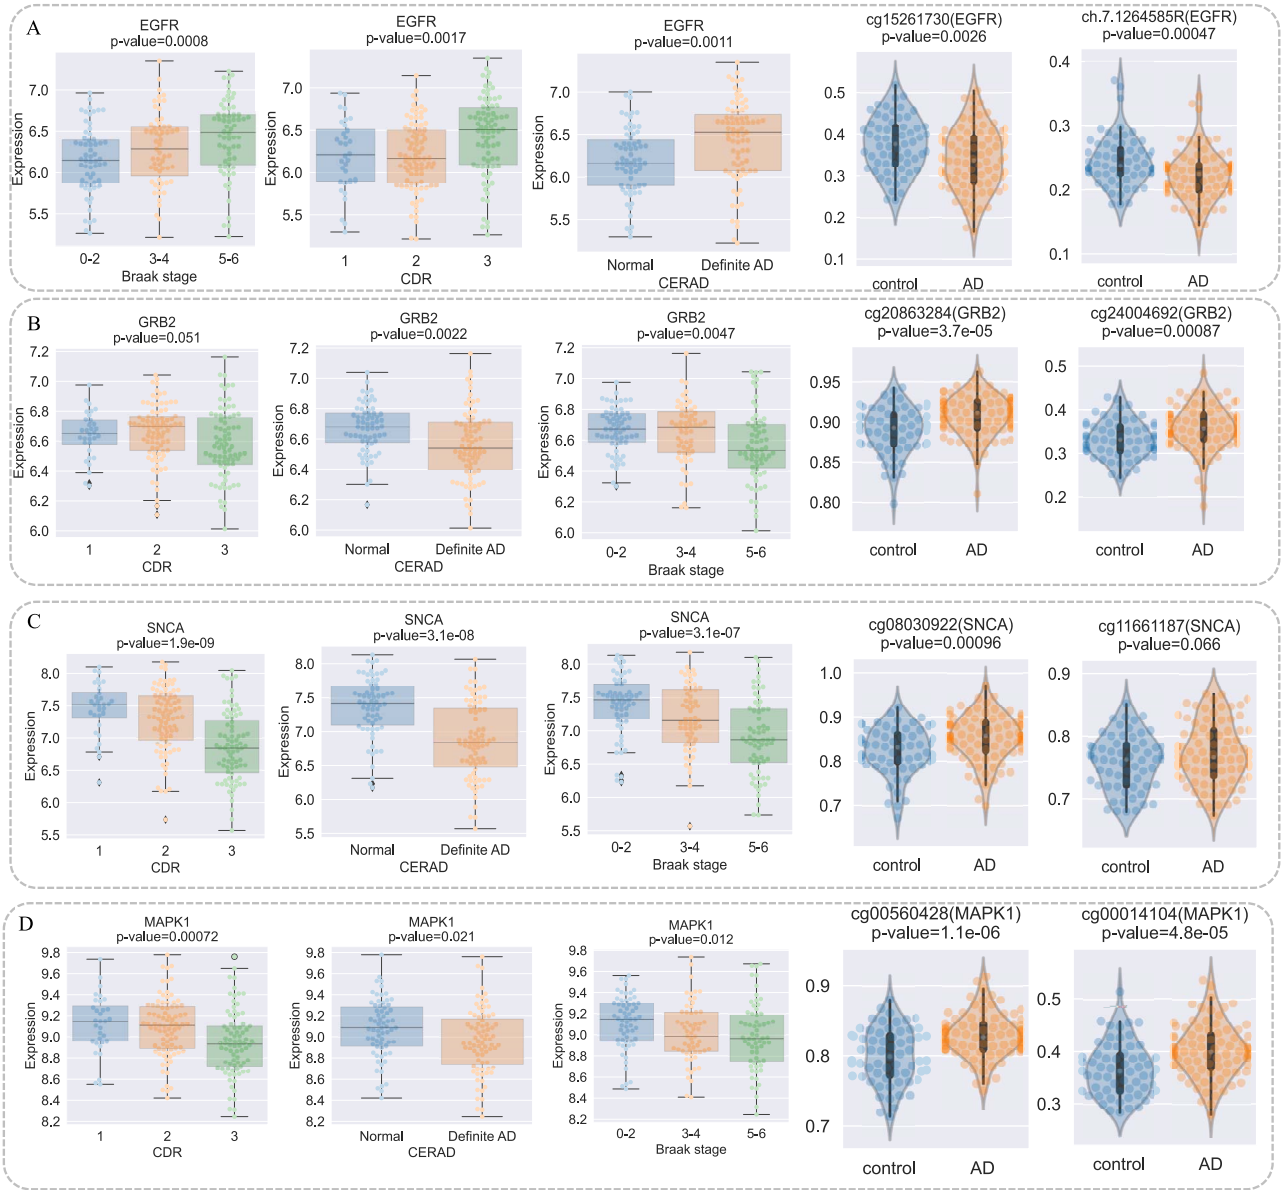 A
EGFR
p-value=0.0008
Expression
7.0
6.5
6.0
5.5
0-2
3-4
5-6
Braak stage
EGFR
p-value=0.0017
Expression
7.0
6.5
6.0
5.5
1
2
3
CDR
EGFR
p-value=0.0011
Expression
7.0
6.5
6.0
5.5
Normal
Definite AD
CERAD
cg15261730(EGFR)
p-value=0.0026
0.5
0.4
0.3
0.2
0.1
control
AD
ch.7.1264585R(EGFR)
p-value=0.00047
0.4
0.3
0.2
0.1
control
AD
B
GRB2
p-value=0.051
Expression
7.2
7.0
6.8
6.6
6.4
6.2
6.0
1
2
3
CDR
GRB2
p-value=0.0022
Expression
7.2
7.0
6.8
6.6
6.4
6.2
6.0
Normal
Definite AD
CERAD
GRB2
p-value=0.0047
Expression
7.2
7.0
6.8
6.6
6.4
6.2
6.0
0-2
3-4
5-6
Braak stage
cg20863284(GRB2)
p-value=3.7e-05
0.95
0.90
0.85
0.80
control
AD
cg24004692(GRB2)
p-value=0.00087
0.5
0.4
0.3
0.2
control
AD
C
SNCA
p-value=1.9e-09
Expression
8.0
7.5
7.0
6.5
6.0
5.5
1
2
3
CDR
SNCA
p-value=3.1e-08
Expression
8.0
7.5
7.0
6.5
6.0
5.5
Normal
Definite AD
CERAD
SNCA
p-value=3.1e-07
Expression
8.0
7.5
7.0
6.5
6.0
5.5
0-2
3-4
5-6
Braak stage
cg08030922(SNCA)
p-value=0.00096
1.0
0.9
0.8
0.7
control
AD
cg11661187(SNCA)
p-value=0.066
0.9
0.8
0.7
control
AD
D
MAPK1
p-value=0.00072
Expression
9.8
9.6
9.4
9.2
9.0
8.8
8.6
8.4
8.2
1
2
3
CDR
MAPK1
p-value=0.021
Expression
9.8
9.6
9.4
9.2
9.0
8.8
8.6
8.4
8.2
Normal
Definite AD
CERAD
MAPK1
p-value=0.012
Expression
9.8
9.6
9.4
9.2
9.0
8.8
8.6
8.4
8.2
0-2
3-4
5-6
Braak stage
cg00560428(MAPK1)
p-value=1.1e-06
0.9
0.8
0.7
control
AD
cg00014104(MAPK1)
p-value=4.8e-05
0.5
0.4
0.3
control
AD